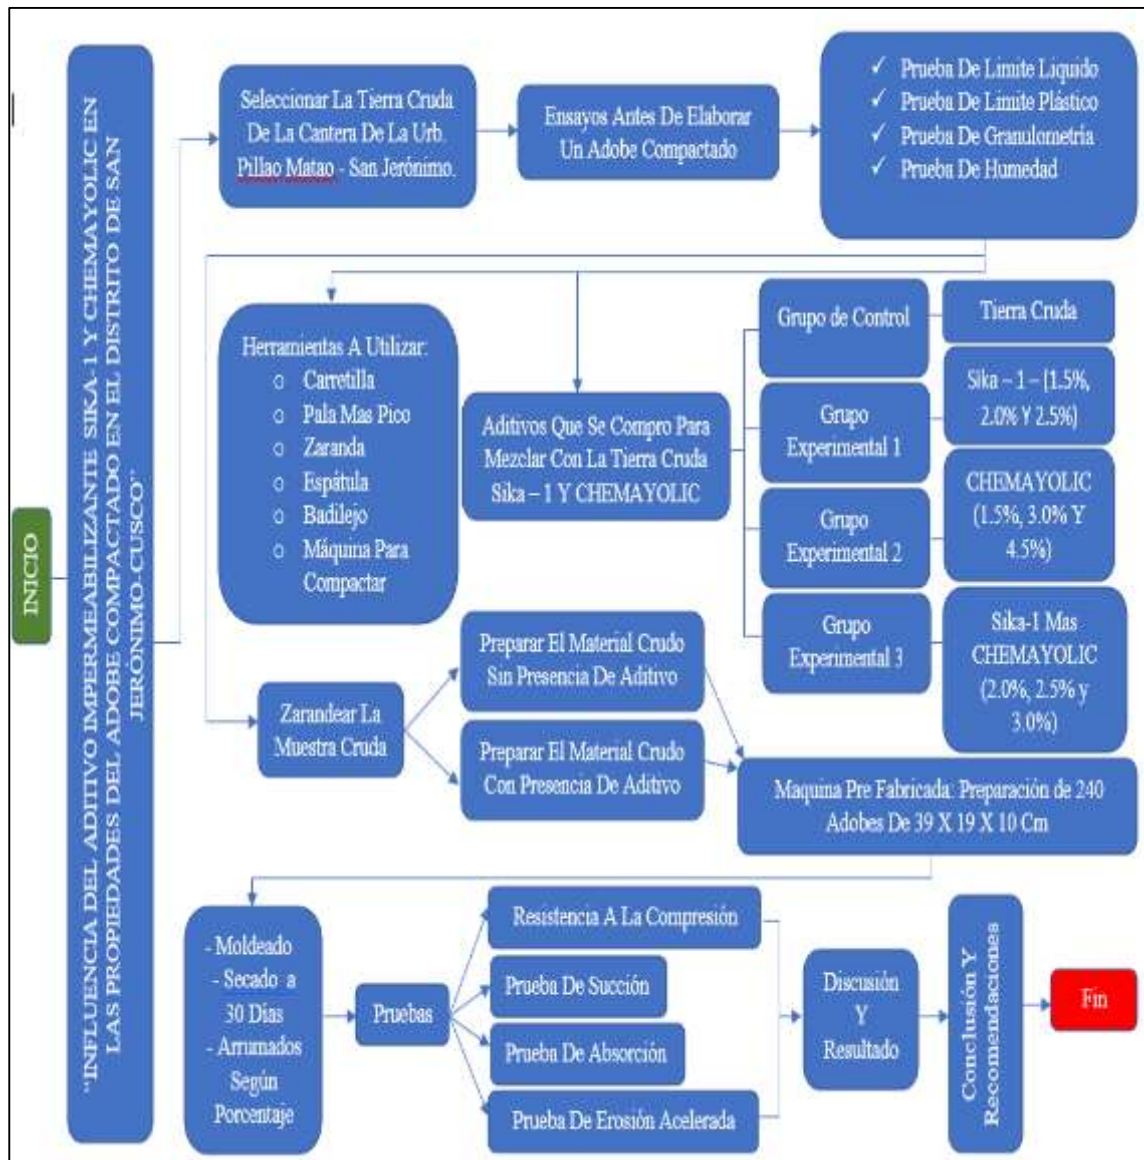 INICIO
“INFLUENCIA DEL ADITIVO IMPERMEABILIZANTE SIKA-1 Y CHEMAYOLIC EN
LAS PROPIEDADES DEL ADOBE COMPACTADO EN EL DISTRITO DE SAN
JERÓNIMO-CUSCO”
Seleccionar La Tierra Cruda
De La Cantera De La Urb.
Pillao Matao - San Jerónimo.
Ensayos Antes De Elaborar
Un Adobe Compactado
✓ Prueba De Limite Liquido
✓ Prueba De Limite Plástico
✓ Prueba De Granulometría
✓ Prueba De Humedad
Herramientas A Utilizar:
o Carretilla
o Pala Mas Pico
o Zaranda
o Espátula
o Badilejo
o Máquina Para
Compactar
Aditivos Que Se Compro Para
Mezclar Con La Tierra Cruda
Sika – 1 Y CHEMAYOLIC
Grupo de Control
Tierra Cruda
Grupo
Experimental 1
Sika – 1 – (1.5%,
2.0% Y 2.5%)
Grupo
Experimental 2
CHEMAYOLIC
(1.5%, 3.0% Y
4.5%)
Grupo
Experimental 3
Sika-1 Mas
CHEMAYOLIC
(2.0%, 2.5% y
3.0%)
Zarandear La
Muestra Cruda
Preparar El Material Crudo
Sin Presencia De Aditivo
Preparar El Material Crudo
Con Presencia De Aditivo
Maquina Pre Fabricada: Preparación de 240
Adobes De 39 X 19 X 10 Cm
- Moldeado
- Secado a
30 Dias
- Arrumados
Según
Porcentaje
Pruebas
Resistencia A La Compresión
Prueba De Succión
Prueba De Absorción
Prueba De Erosión Acelerada
Discusión
Y
Resultado
Conclusión Y
Recomendaciones
Fin